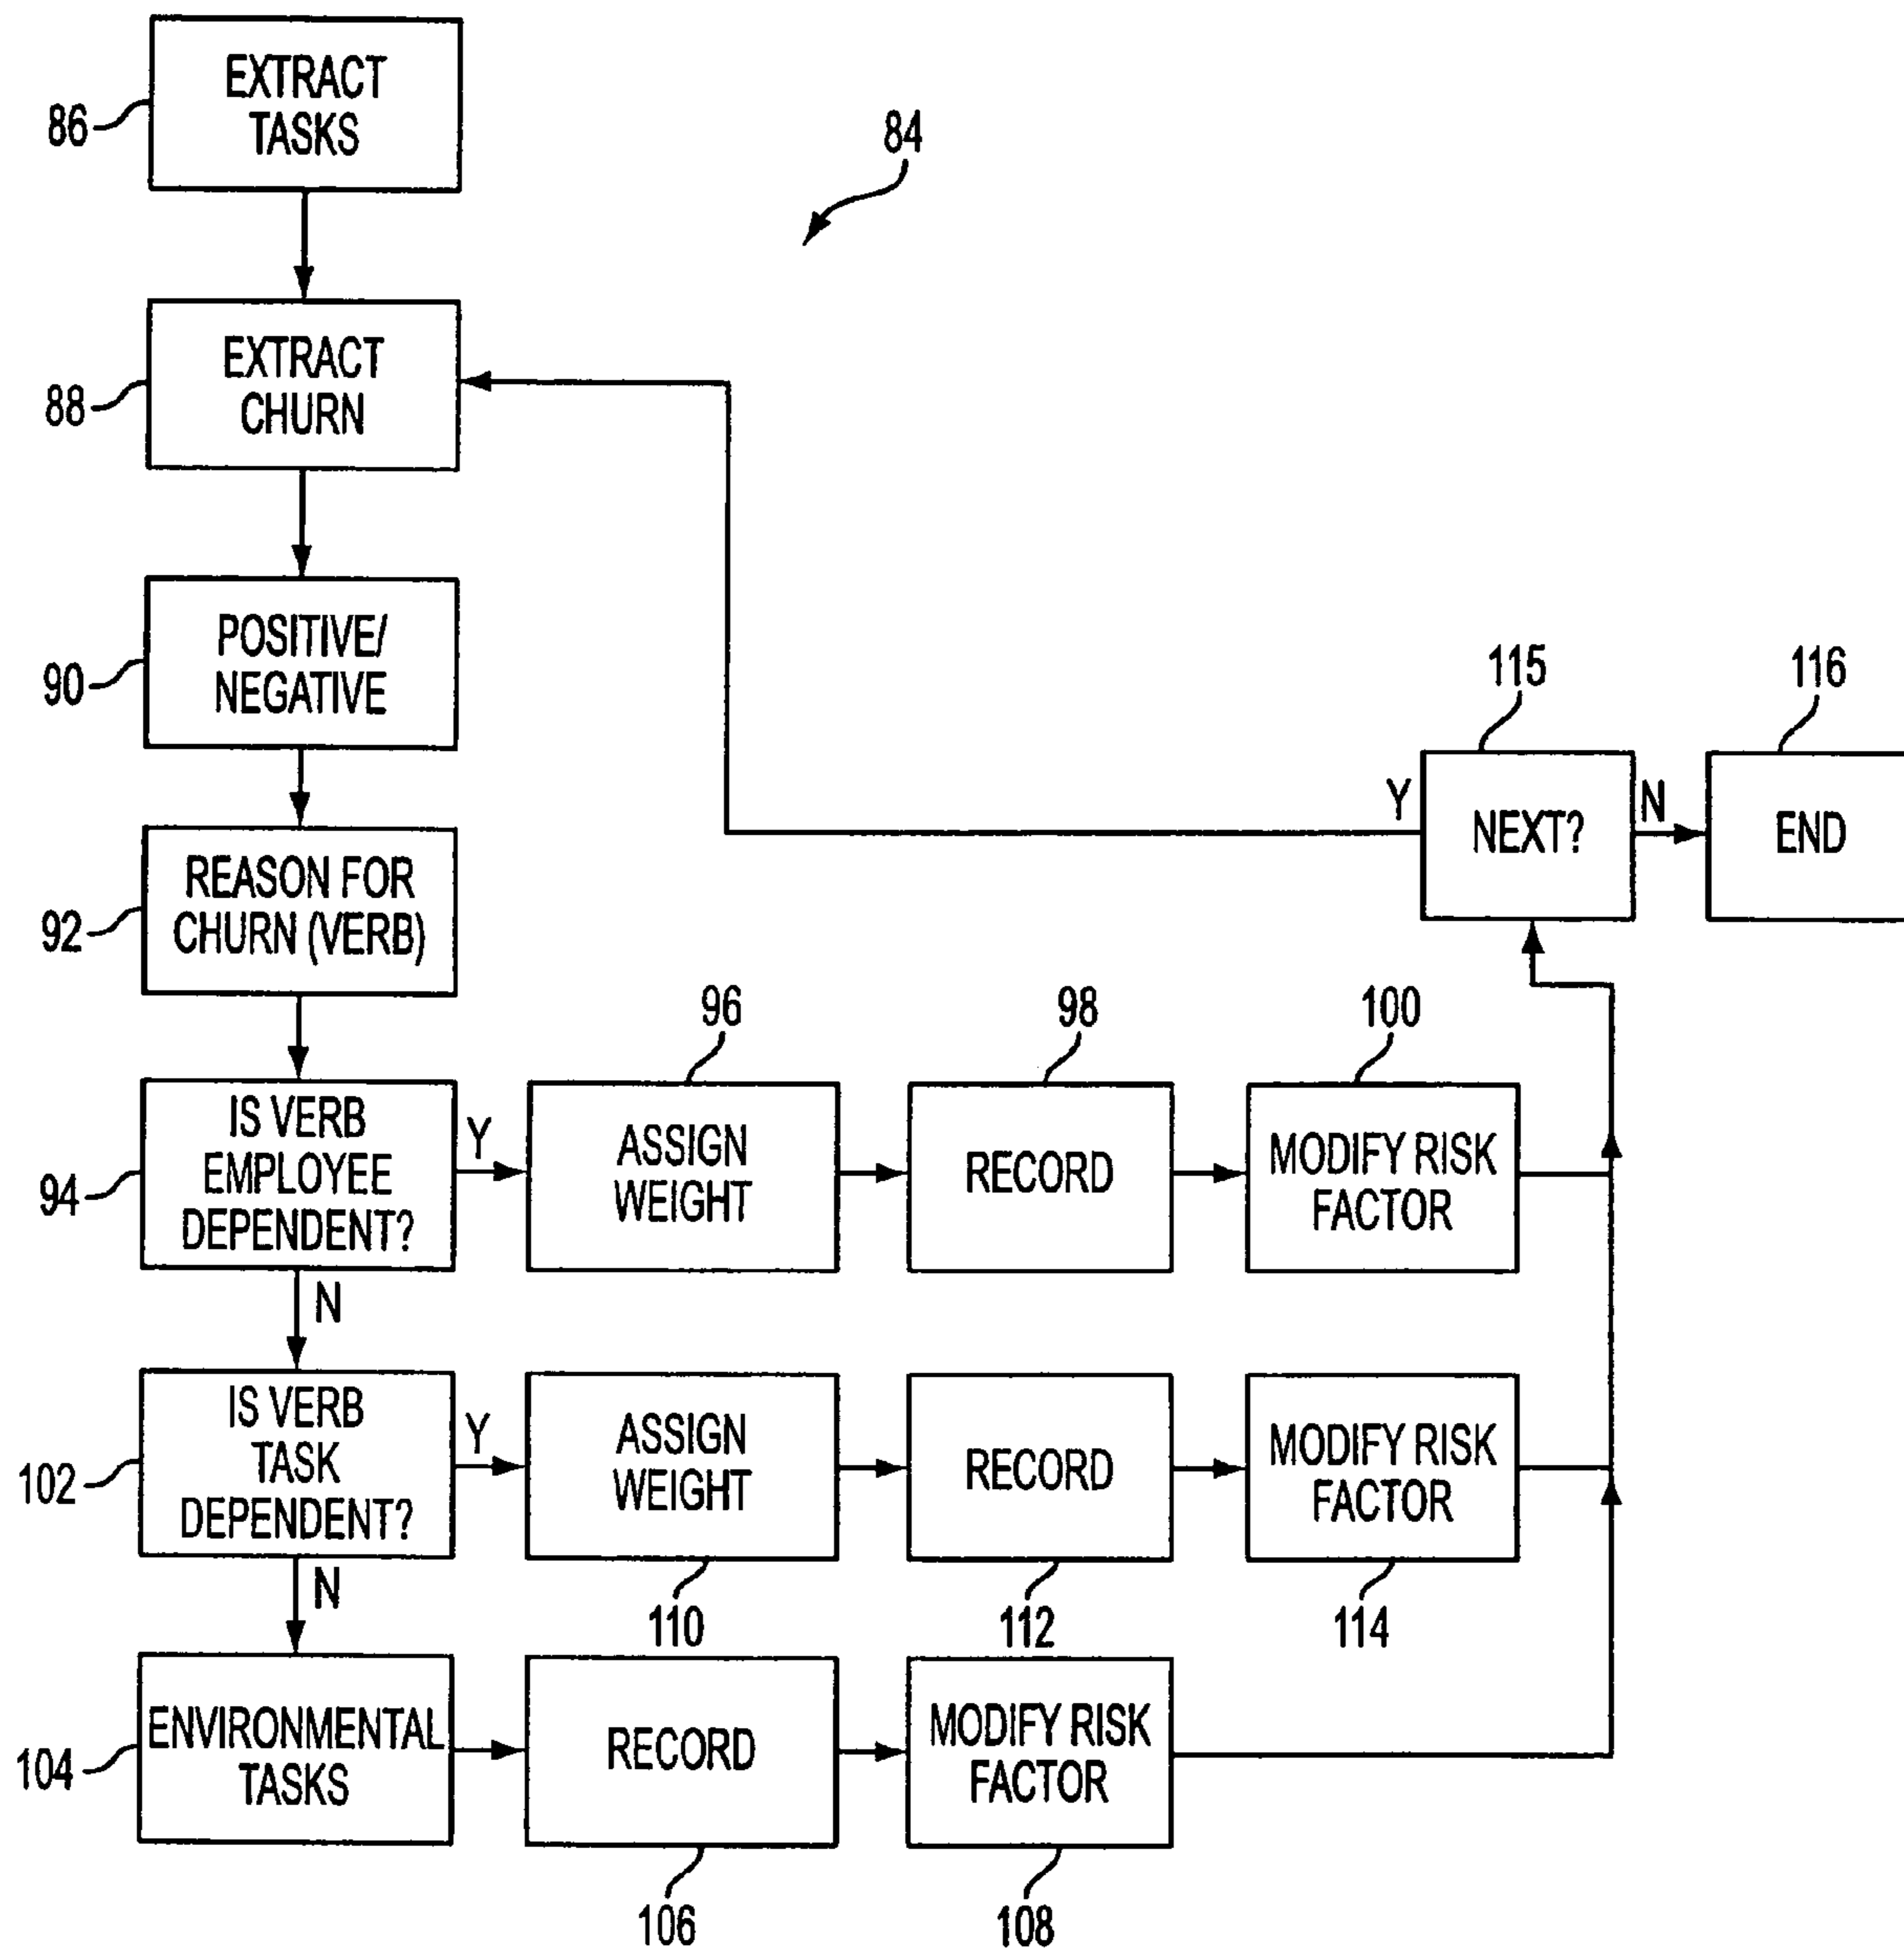 EXTRACT
TASKS
86
84
EXTRACT
CHURN
88
POSITIVE/
NEGATIVE
90
115
116
Y
NEXT?
N
END
REASON FOR
CHURN (VERB)
92
96
98
100
IS VERB
EMPLOYEE
DEPENDENT?
94
Y
ASSIGN
WEIGHT
RECORD
MODIFY RISK
FACTOR
N
IS VERB
TASK
DEPENDENT?
102
Y
ASSIGN
WEIGHT
RECORD
MODIFY RISK
FACTOR
N
110
112
114
ENVIRONMENTAL
TASKS
104
RECORD
MODIFY RISK
FACTOR
106
108